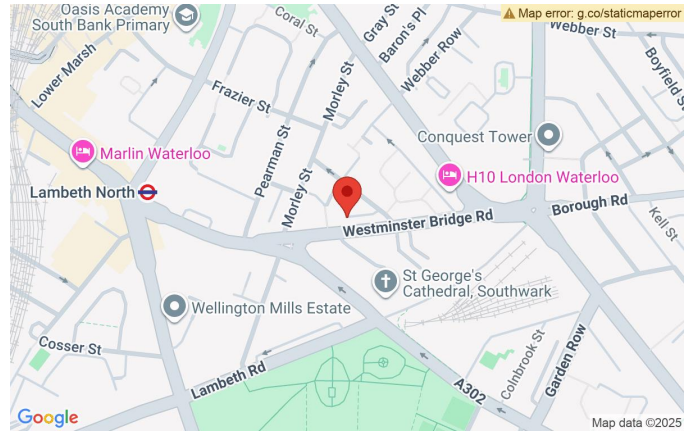 Oasis Academy
South Bank Primary
Coral St
Gray St
Baron's Pl
Webber Row
Map error: g.co/staticmaperror
Webber St
Boyfield St
Lower Marsh
Frazier St
Morley St
Marlin Waterloo
Pearman St
Conquest Tower
H10 London Waterloo
Lambeth North
Morley St
Westminster Bridge Rd
Borough Rd
Kell St
St George's
Cathedral, Southwark
Wellington Mills Estate
Cosser St
Lambeth Rd
A302
Colnbrook St
Garden Row
Google
Map data ©2025